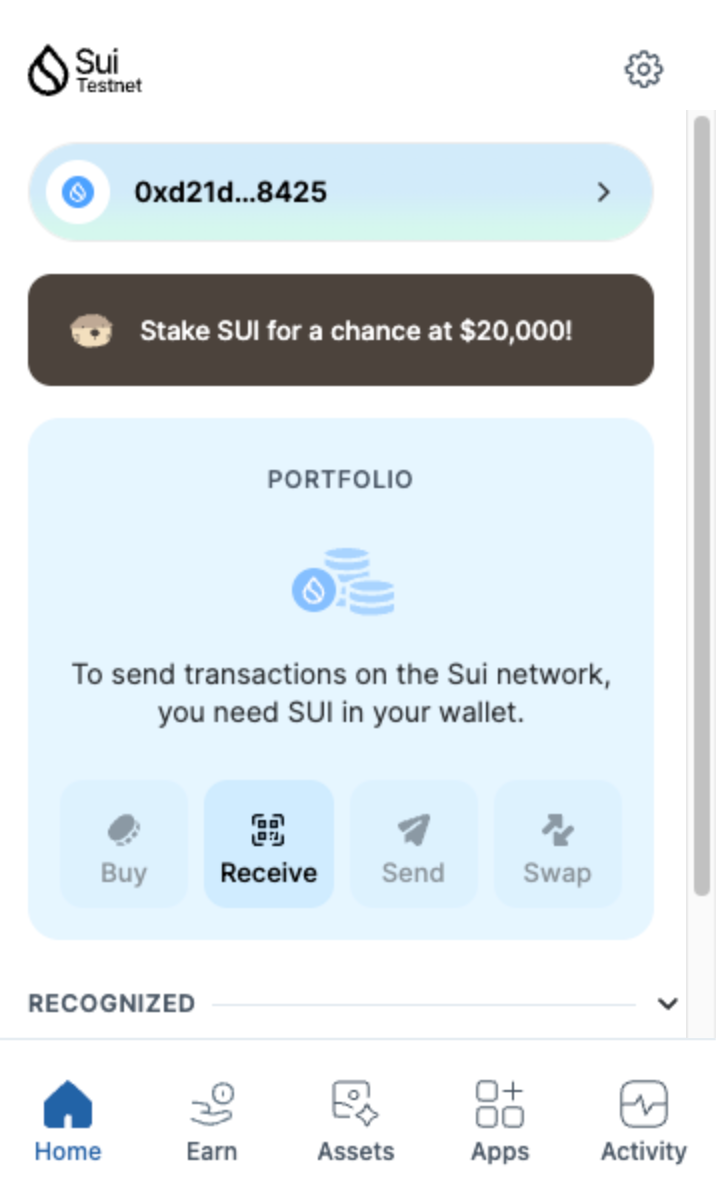 Sui
Testnet
0xd21d...8425
Stake SUI for a chance at $20,000!
PORTFOLIO
To send transactions on the Sui network,
you need SUI in your wallet.
Buy
Receive
Send
Swap
RECOGNIZED
Home
Earn
Assets
Apps
Activity